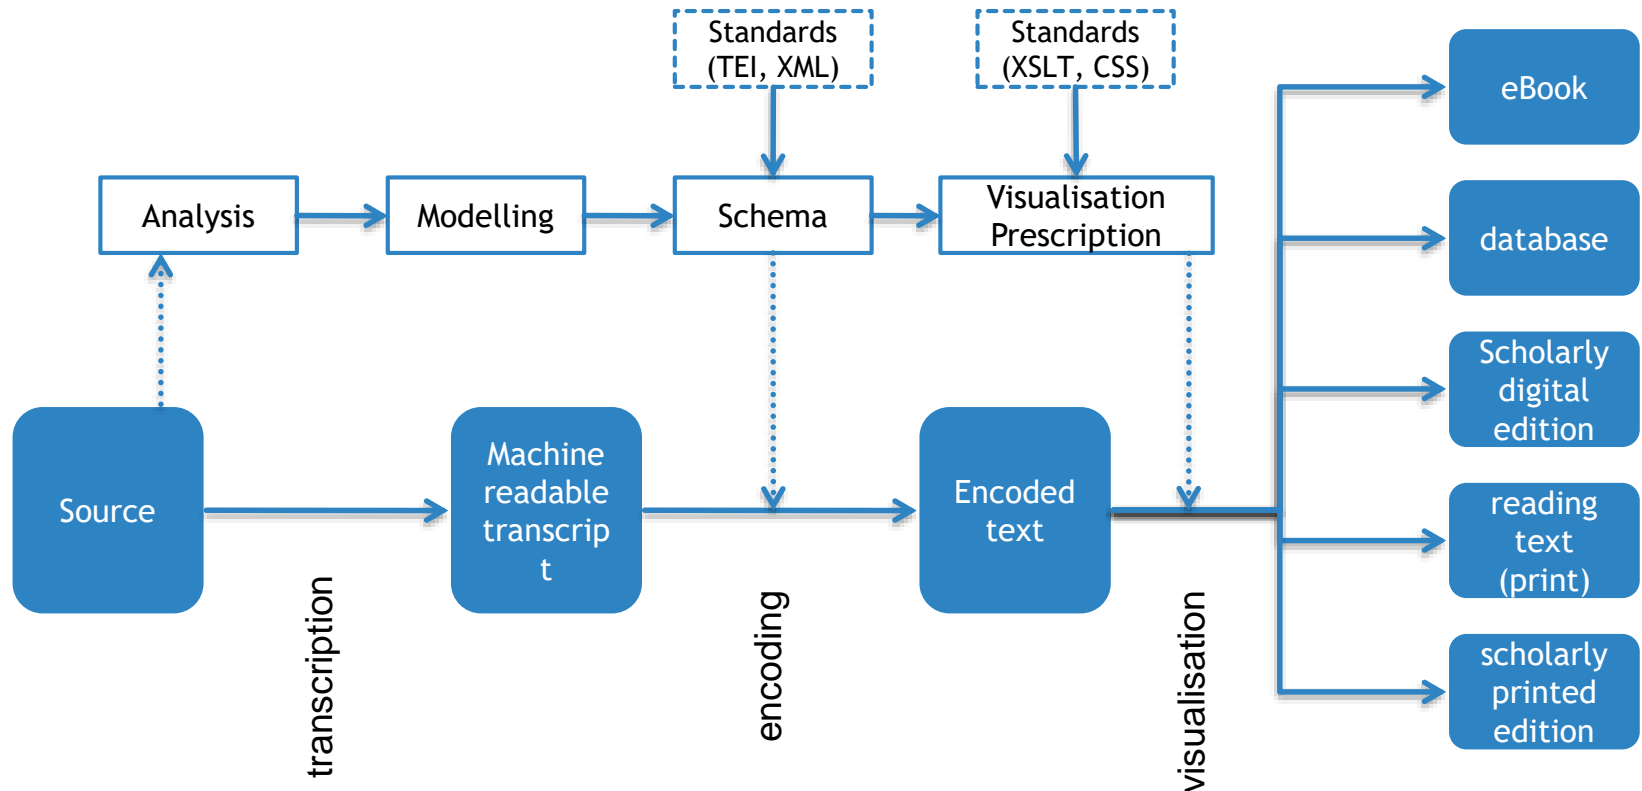 Standards
(TEI, XML)
Standards
(XSLT, CSS)
eBook
Analysis
Modelling
Schema
Visualisation
Prescription
database
Scholarly
digital
edition
Source
Machine
readable
transcrip
t
Encoded
text
reading
text
(print)
scholarly
printed
edition
transcription
encoding
visualisation